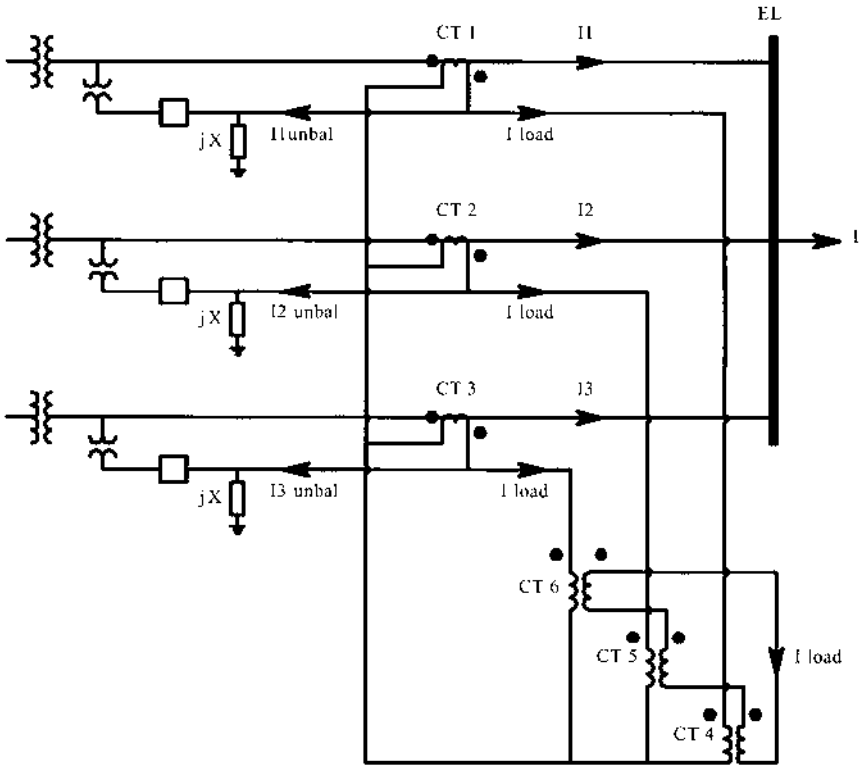 EL
CT 1
I1
jX
I1unbal
I load
CT 2
I2
I
jX
I2 unbal
I load
CT 3
I3
jX
I3 unbal
I load
CT 6
CT 5
I load
CT 4